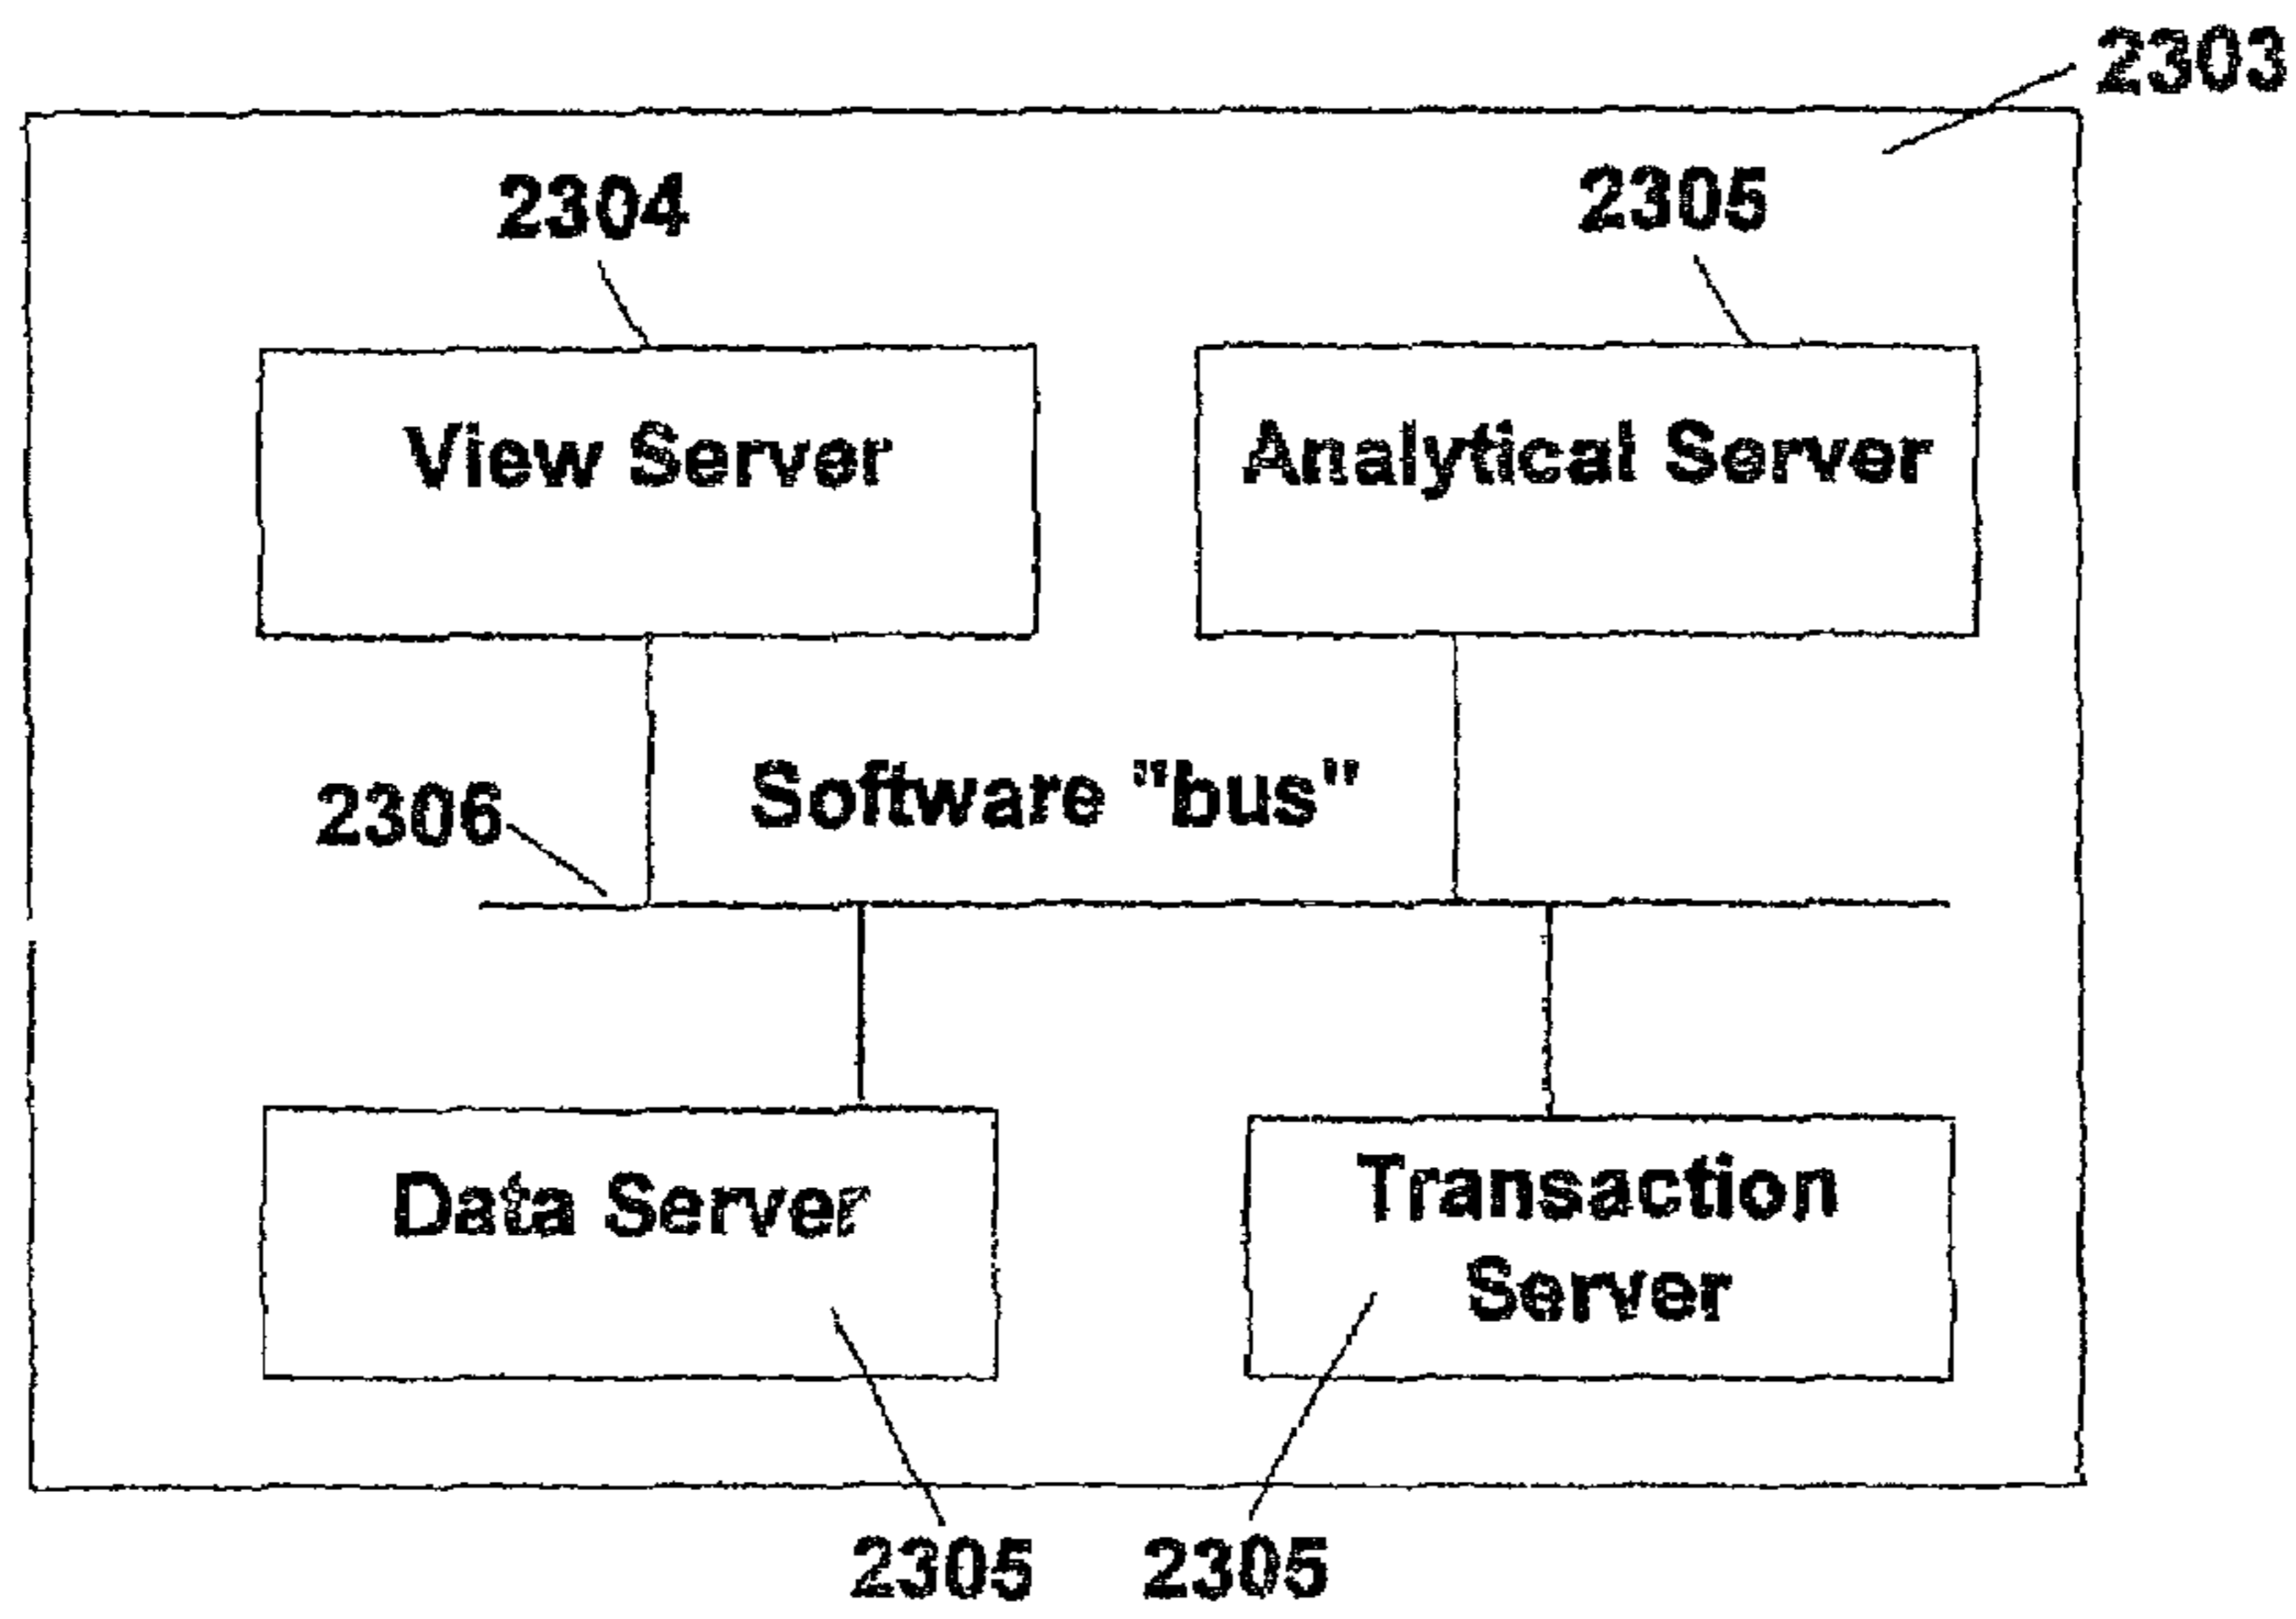 2303
2304
2305
View Server
Analytical Server
Software "bus"
2306
Data Server
Transaction
Server
2305
2305